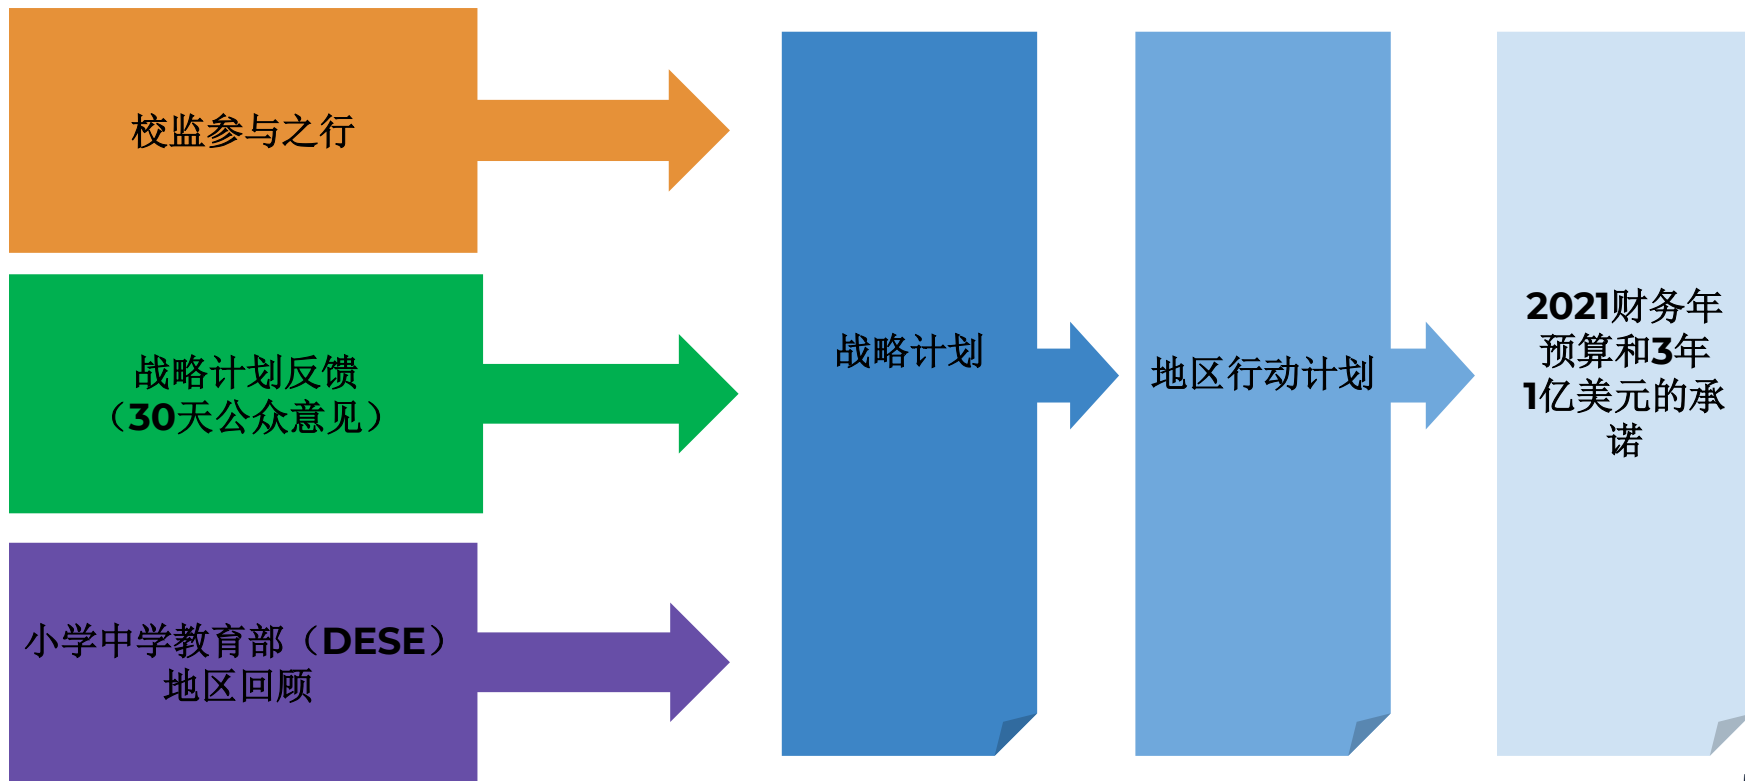 校监参与之行
战略计划反馈
（30天公众意见）
小学中学教育部（DESE）
地区回顾
战略计划
地区行动计划
2021财务年
预算和3年
1亿美元的承
诺